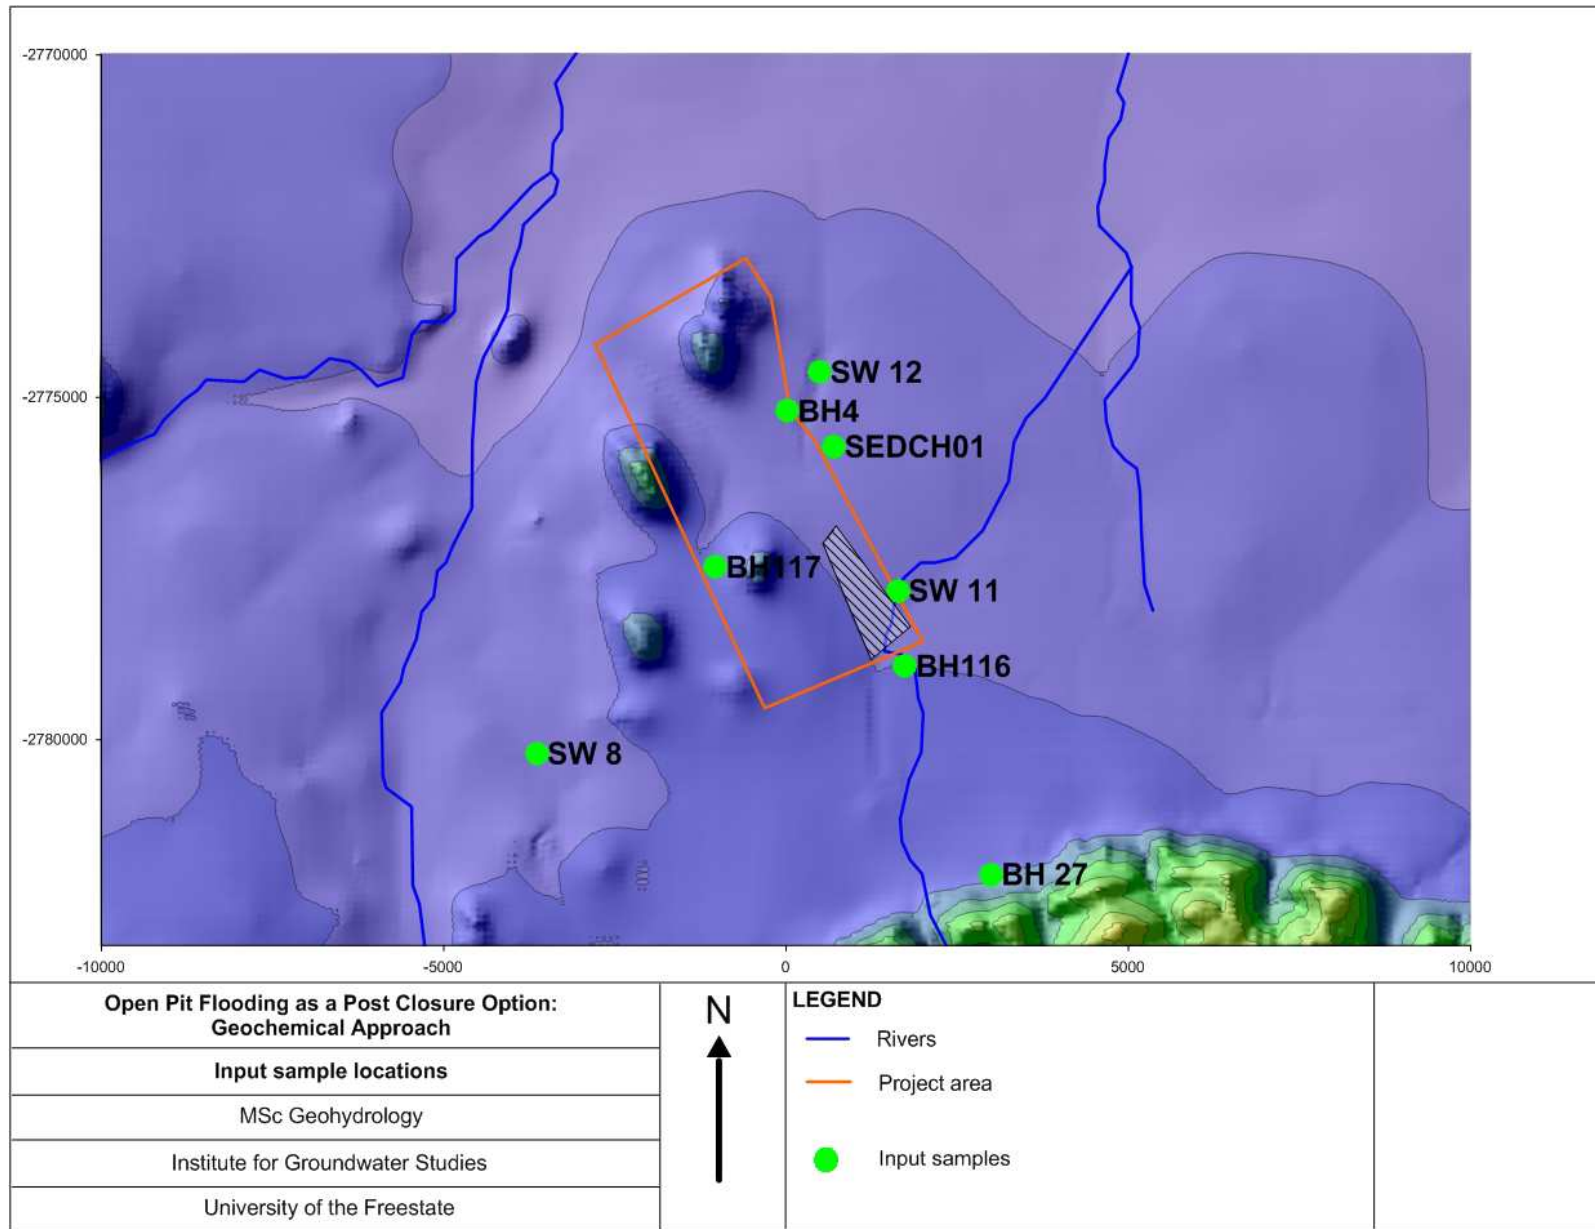 -2770000
SW 12
-2775000
BH4
SEDCH01
BH117
SW 11
BH116
-2780000
SW 8
BH 27
-10000
-5000
0
5000
10000
Open Pit Flooding as a Post Closure Option:
Geochemical Approach
Input sample locations
MSc Geohydrology
Institute for Groundwater Studies
University of the Freestate
N
LEGEND
Rivers
Project area
Input samples